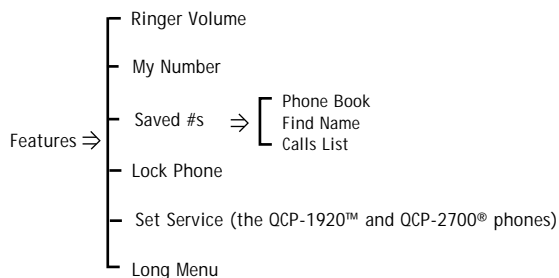 Ringer Volume
My Number
Phone Book
Saved #s ⇒ Find Name
Calls List
Features ⇒
Lock Phone
Set Service (the QCP-1920™ and QCP-2700® phones)
Long Menu